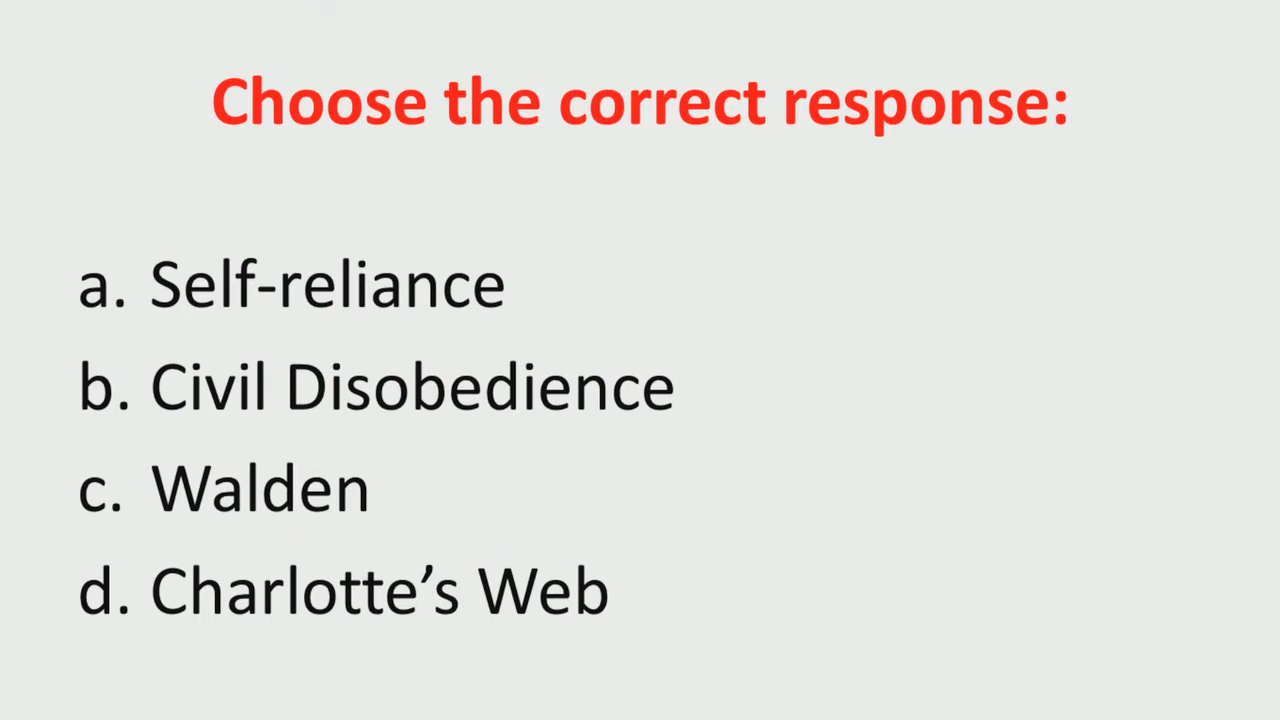 Choose the correct response:
a. Self-reliance
b. Civil Disobedience
c. Walden
d. Charlotte’s Web